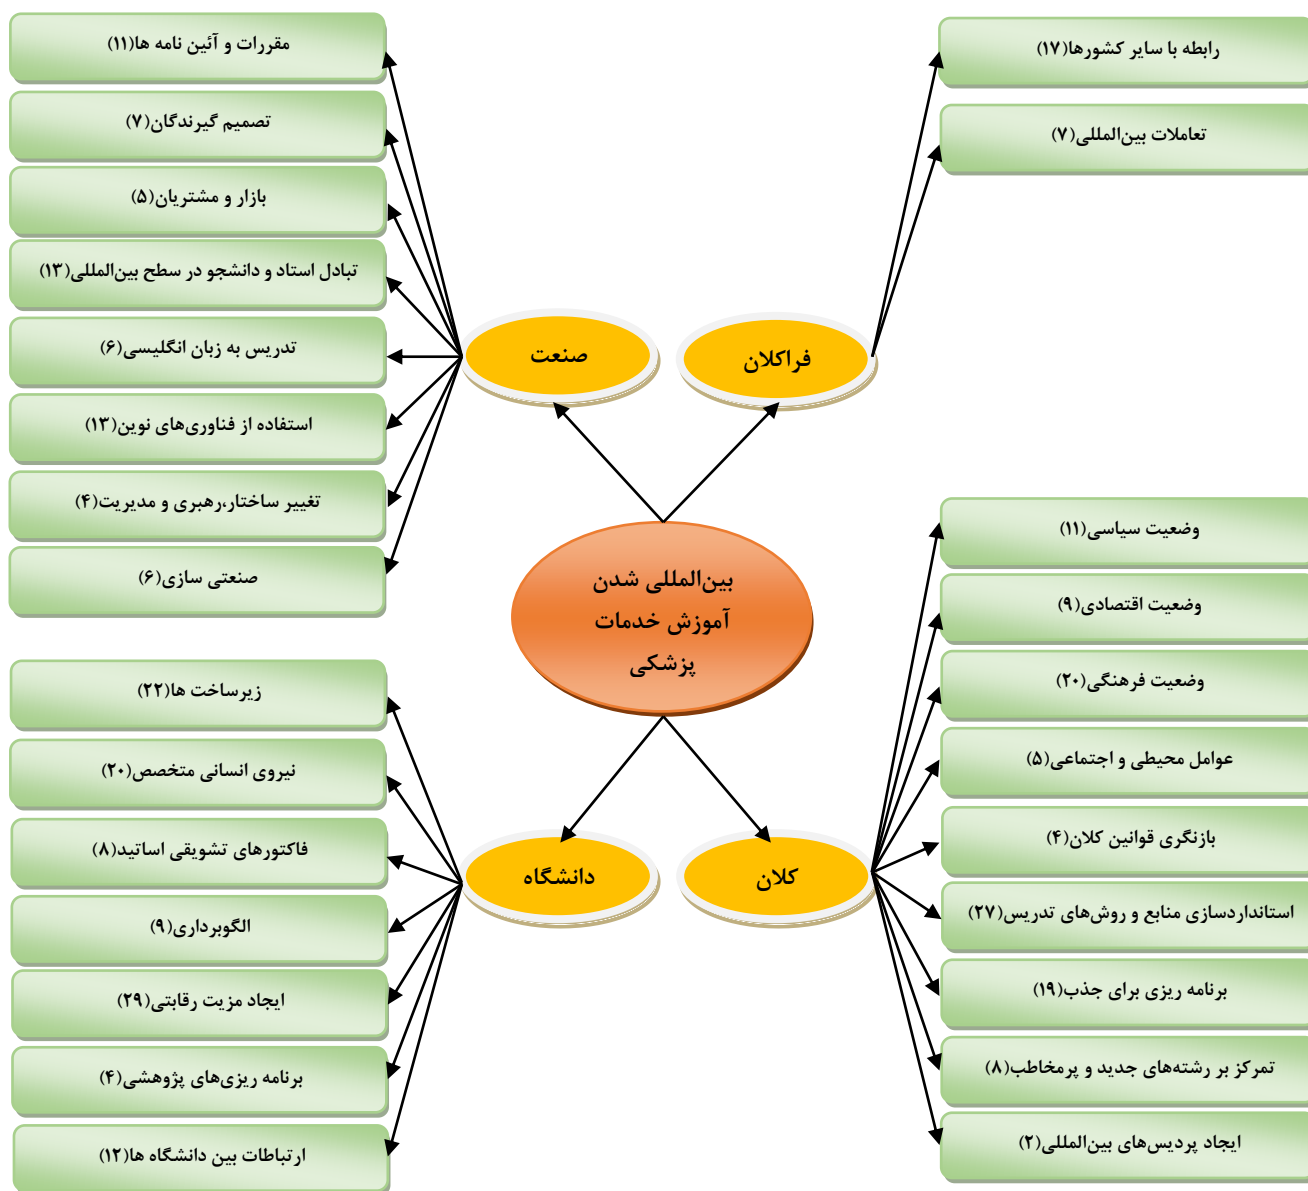 رابطه با سایر کشورها(۱۷)
تعاملات بین‌المللی(۷)
فراکلان
مقررات و آئین نامه ها(۱۱)
تصمیم گیرندگان(۷)
بازار و مشتریان(۵)
تبادل استاد و دانشجو در سطح بین‌المللی(۱۳)
تدریس به زبان انگلیسی(۶)
استفاده از فناوری‌های نوین(۱۳)
تغییر ساختار،رهبری و مدیریت(۴)
صنعتی سازی(۶)
صنعت
بین‌المللی شدن
آموزش خدمات
پزشکی
وضعیت سیاسی(۱۱)
وضعیت اقتصادی(۹)
وضعیت فرهنگی(۲۰)
عوامل محیطی و اجتماعی(۵)
بازنگری قوانین کلان(۴)
استانداردسازی منابع و روش‌های تدریس(۲۷)
برنامه ریزی برای جذب(۱۹)
تمرکز بر رشته‌های جدید و پرمخاطب(۸)
ایجاد پردیس‌های بین‌المللی(۲)
کلان
زیرساخت ها(۲۲)
نیروی انسانی متخصص(۲۰)
فاکتورهای تشویقی اساتید(۸)
الگوبرداری(۹)
ایجاد مزیت رقابتی(۲۹)
برنامه ریزی‌های پژوهشی(۴)
ارتباطات بین دانشگاه ها(۱۲)
دانشگاه